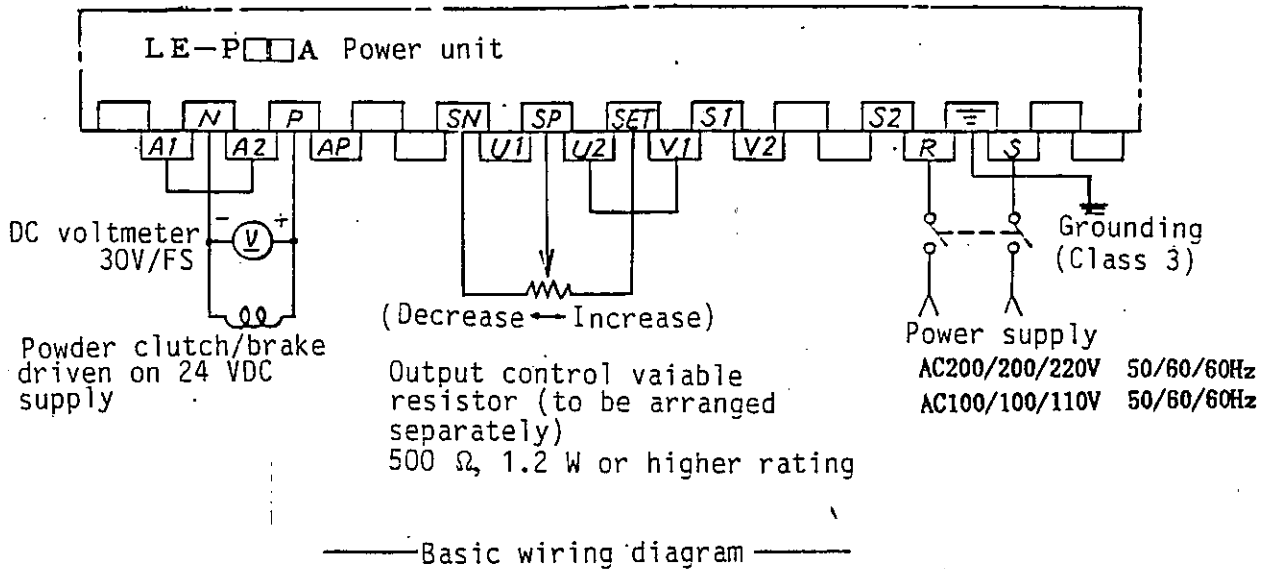 LE-P□□A Power unit
N P SN SP SET S1 S2
A1 A2 AP U1 U2 V1 V2 R S
DC voltmeter
30V/FS
- V +
Powder clutch/brake
driven on 24 VDC
supply
(Decrease ↔ Increase)
Output control vaiable
resistor (to be arranged
separately)
500 Ω, 1.2 W or higher rating
Grounding
(Class 3)
Power supply
AC200/200/220V 50/60/60Hz
AC100/100/110V 50/60/60Hz
Basic wiring diagram